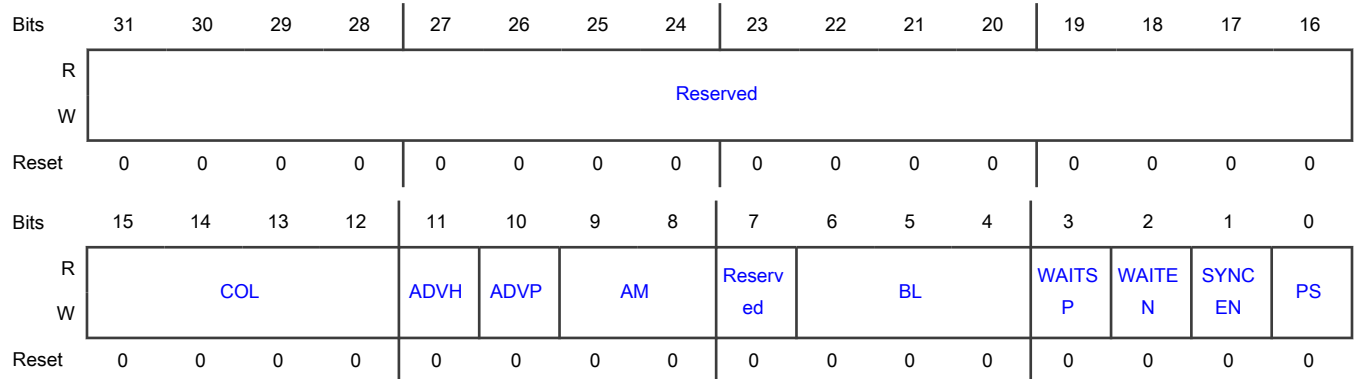 Bits 31 30 29 28 27 26 25 24 23 22 21 20 19 18 17 16
R
Reserved
W
Reset 0 0 0 0 0 0 0 0 0 0 0 0 0 0 0 0
Bits 15 14 13 12 11 10 9 8 7 6 5 4 3 2 1 0
R
COL ADVH ADVP AM Reserv
ed BL WAITS
P WAITE
N SYNC
EN PS
W
Reset 0 0 0 0 0 0 0 0 0 0 0 0 0 0 0 0